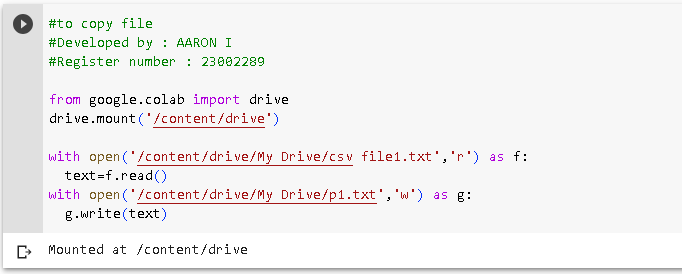 #to copy file
#Developed by : AARON I
#Register number : 23002289
from google.colab import drive
drive.mount('/content/drive')
with open('/content/drive/My Drive/csv file1.txt','r') as f:
  text=f.read()
with open('/content/drive/My Drive/p1.txt','w') as g:
  g.write(text)
Mounted at /content/drive